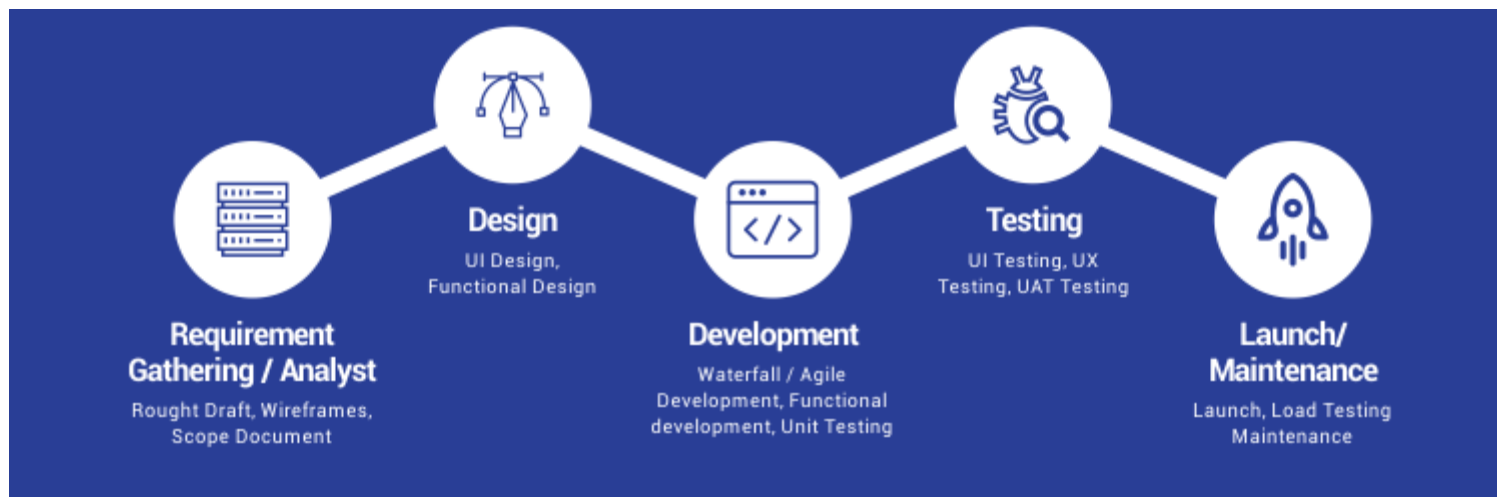 Requirement
Gathering / Analyst
Rought Draft, Wireframes,
Scope Document
Design
UI Design,
Functional Design
</>
Development
Waterfall / Agile
Development, Functional
development, Unit Testing
Testing
UI Testing, UX
Testing, UAT Testing
Launch/
Maintenance
Launch, Load Testing
Maintenance